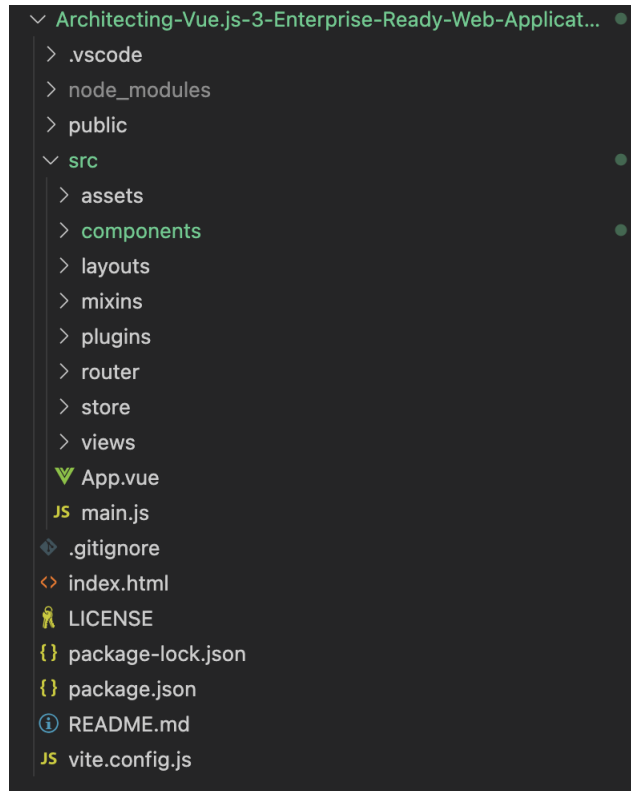 Architecting-Vue.js-3-Enterprise-Ready-Web-Applicat...
.vscode
node_modules
public
src
assets
components
layouts
mixins
plugins
router
store
views
App.vue
JS main.js
.gitignore
<> index.html
LICENSE
{} package-lock.json
{} package.json
README.md
JS vite.config.js